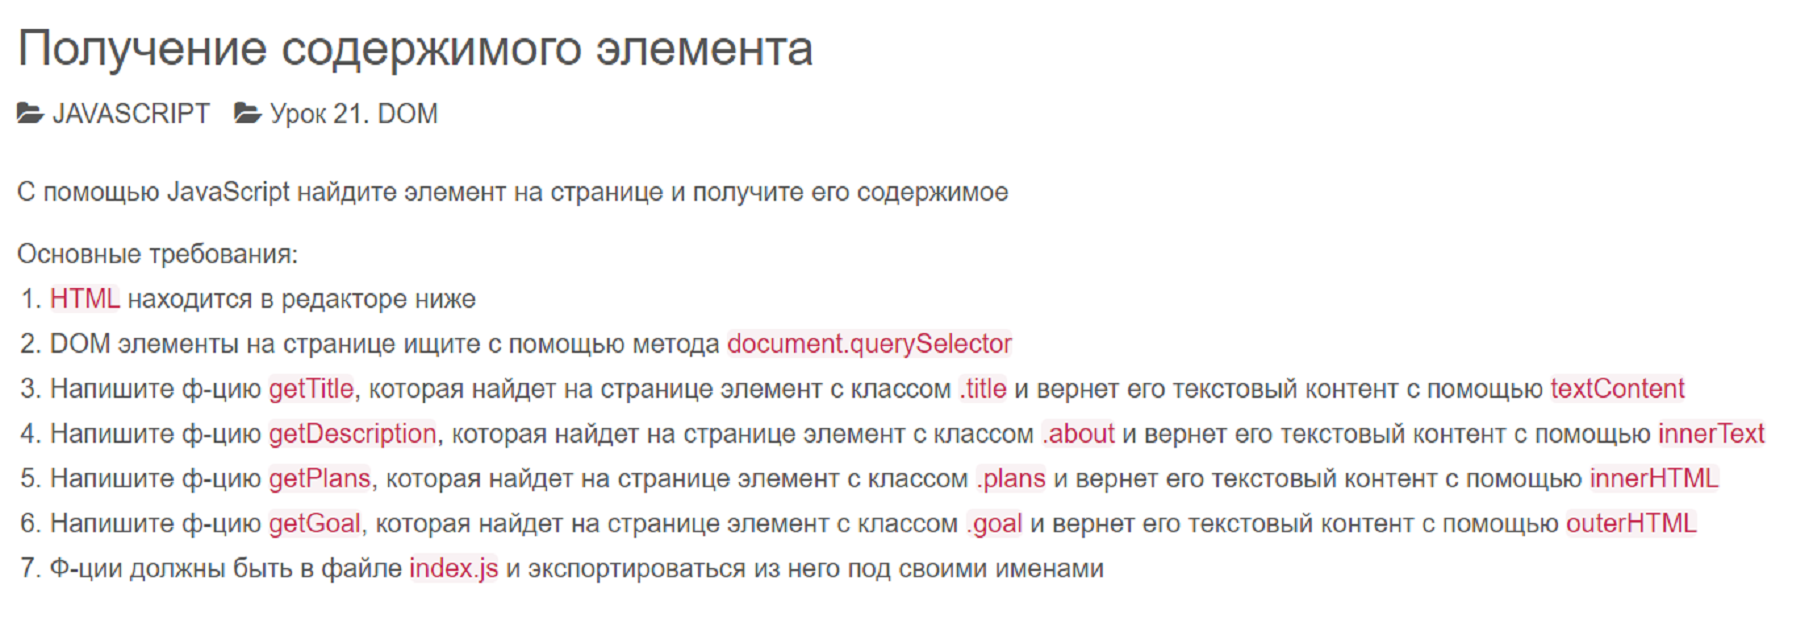 Получение содержимого элемента
JAVASCRIPT Урок 21. DOM
С помощью JavaScript найдите элемент на странице и получите его содержимое
Основные требования:
1. HTML находится в редакторе ниже
2. DOM элементы на странице ищите с помощью метода document.querySelector
3. Напишите ф-цию getTitle, которая найдет на странице элемент с классом .title и вернет его текстовый контент с помощью textContent
4. Напишите ф-цию getDescription, которая найдет на странице элемент с классом .about и вернет его текстовый контент с помощью innerText
5. Напишите ф-цию getPlans, которая найдет на странице элемент с классом .plans и вернет его текстовый контент с помощью innerHTML
6. Напишите ф-цию getGoal, которая найдет на странице элемент с классом .goal и вернет его текстовый контент с помощью outerHTML
7. Ф-ции должны быть в файле index.js и экспортироваться из него под своими именами